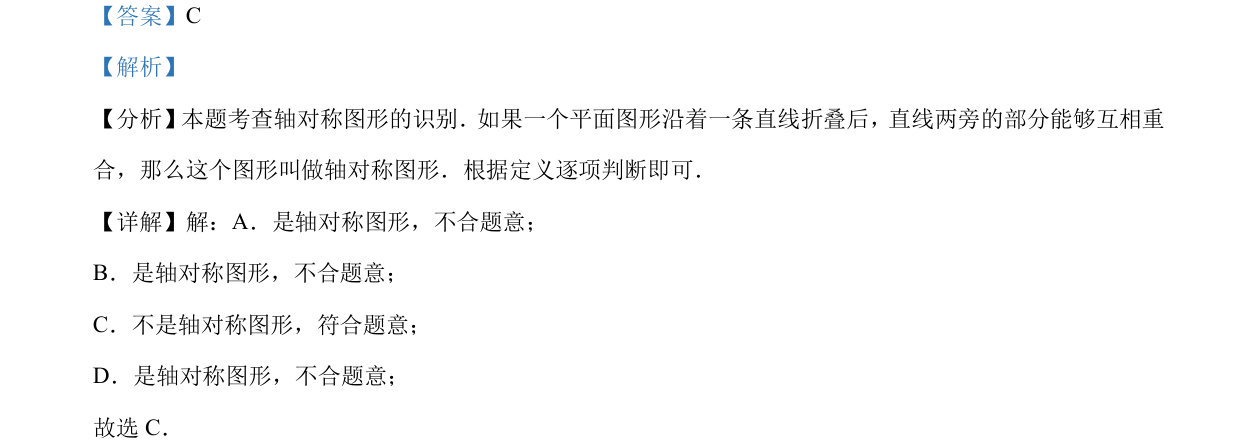 【答案】C
【解析】
【分析】本题考查轴对称图形的识别．如果一个平面图形沿着一条直线折叠后，直线两旁的部分能够互相重
合，那么这个图形叫做轴对称图形．根据定义逐项判断即可．
【详解】解：A．是轴对称图形，不合题意；
B．是轴对称图形，不合题意；
C．不是轴对称图形，符合题意；
D．是轴对称图形，不合题意；
故选 C．